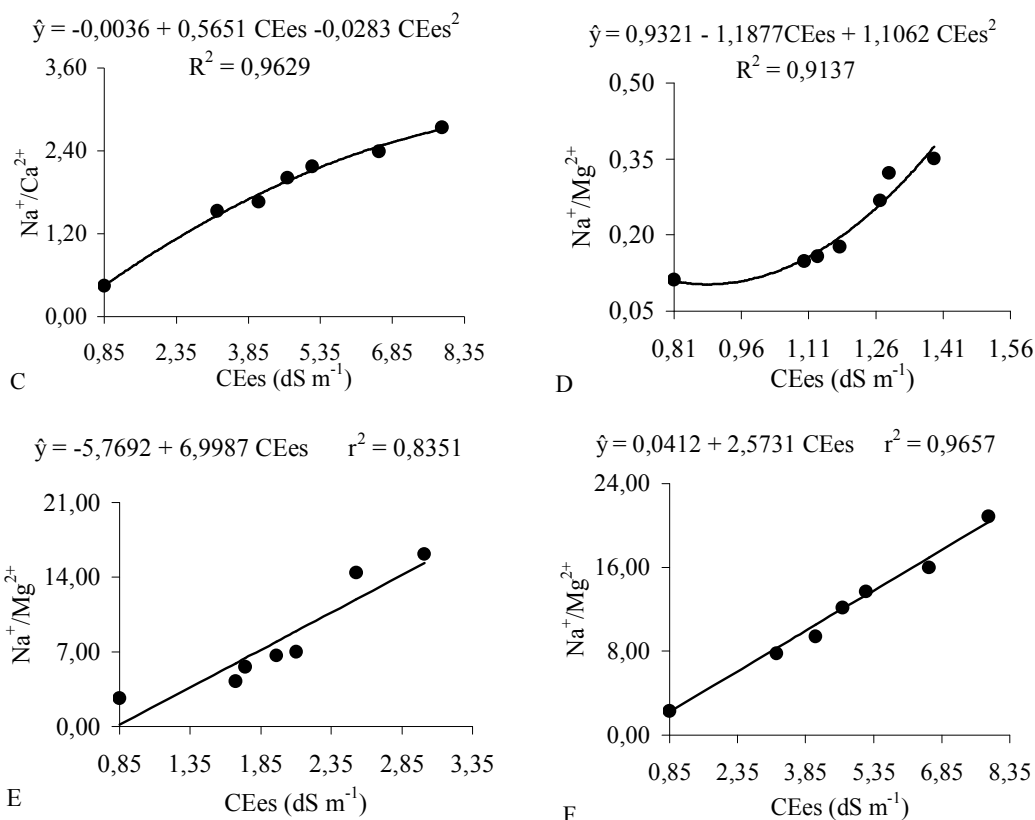 ŷ = -0,0036 + 0,5651 CEes -0,0283 CEes²
R² = 0,9629
3,60
2,40
1,20
0,00
Na⁺/Ca²⁺
0,85 2,35 3,85 5,35 6,85 8,35
CEes (dS m⁻¹)
C
ŷ = 0,9321 - 1,1877CEes + 1,1062 CEes²
R² = 0,9137
0,50
0,35
0,20
0,05
Na⁺/Mg²⁺
0,81 0,96 1,11 1,26 1,41 1,56
CEes (dS m⁻¹)
D
ŷ = -5,7692 + 6,9987 CEes r² = 0,8351
21,00
14,00
7,00
0,00
Na⁺/Mg²⁺
0,85 1,35 1,85 2,35 2,85 3,35
CEes (dS m⁻¹)
E
ŷ = 0,0412 + 2,5731 CEes r² = 0,9657
24,00
16,00
8,00
0,00
Na⁺/Mg²⁺
0,85 2,35 3,85 5,35 6,85 8,35
CEes (dS m⁻¹)